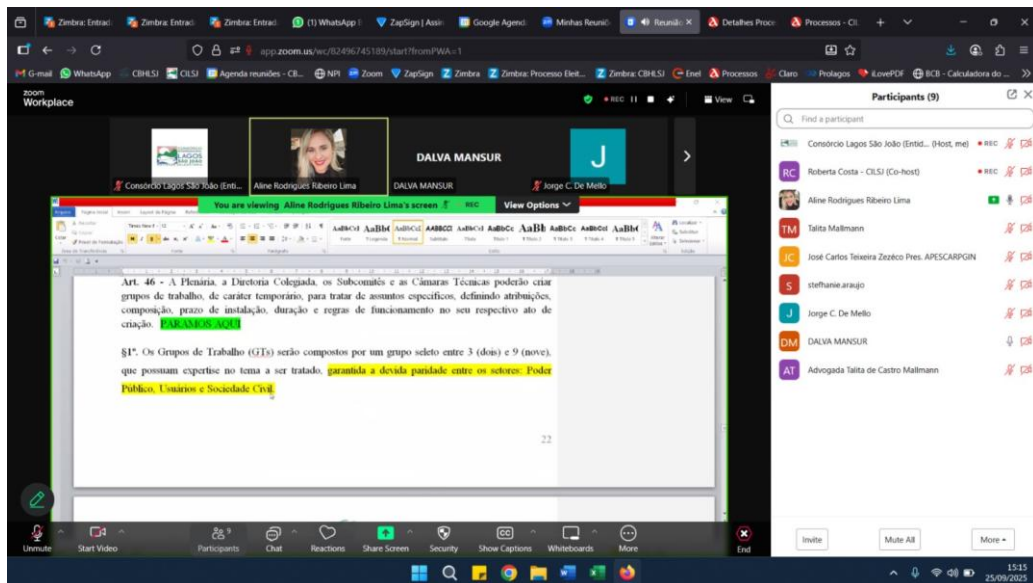 Zimbra: Entrad
Zimbra: Entrad
Zimbra: Entrad
(1) WhatsApp
ZapSign | Assin
Google Agend
Minhas Reuniõ
Reunião
Detalhes Proce
Processos - CIL
app.zoom.us/wc/82496745189/start?fromPWA=1
G-mail
WhatsApp
CBHLSJ
CILSJ
Agenda reuniões - CB...
NPI
Zoom
ZapSign
Zimbra
Zimbra: Processo Eleit...
Zimbra: CBHLSJ
Enel
Processos
Claro
Prolagos
iLovePDF
BCB - Calculadora do ...
zoom
Workplace
REC
View
LAGOS
SÃO JOÃO
Consórcio Lagos São João (Enti...
Aline Rodrigues Ribeiro Lima
DALVA MANSUR
DALVA MANSUR
J
Jorge C. De Mello
You are viewing Aline Rodrigues Ribeiro Lima's screen
REC
View Options
Art. 46 - A Plenária, a Diretoria Colegiada, os Subcomitês e as Câmaras Técnicas poderão criar
grupos de trabalho, de caráter temporário, para tratar de assuntos específicos, definindo atribuições,
composição, prazo de instalação, duração e regras de funcionamento no seu respectivo ato de
criação. PARAMOS AQUI
§1º. Os Grupos de Trabalho (GTs) serão compostos por um grupo seleto entre 3 (dois) e 9 (nove),
que possuam expertise no tema a ser tratado, garantida a devida paridade entre os setores: Poder
Público, Usuários e Sociedade Civil.
22
Unmute
Start Video
Participants
9
Chat
Reactions
Share Screen
Security
CC
Show Captions
Whiteboards
More
End
Participants (9)
Find a participant
Consórcio Lagos São João (Entid... (Host, me)
REC
RC
Roberta Costa - CILSJ (Co-host)
REC
Aline Rodrigues Ribeiro Lima
TM
Talita Mallmann
JC
José Carlos Teixeira Zezéco Pres. APESCARPGIN
S
stefhanie.araujo
J
Jorge C. De Mello
DM
DALVA MANSUR
AT
Advogada Talita de Castro Mallmann
Invite
Mute All
More
15:15
25/09/2025